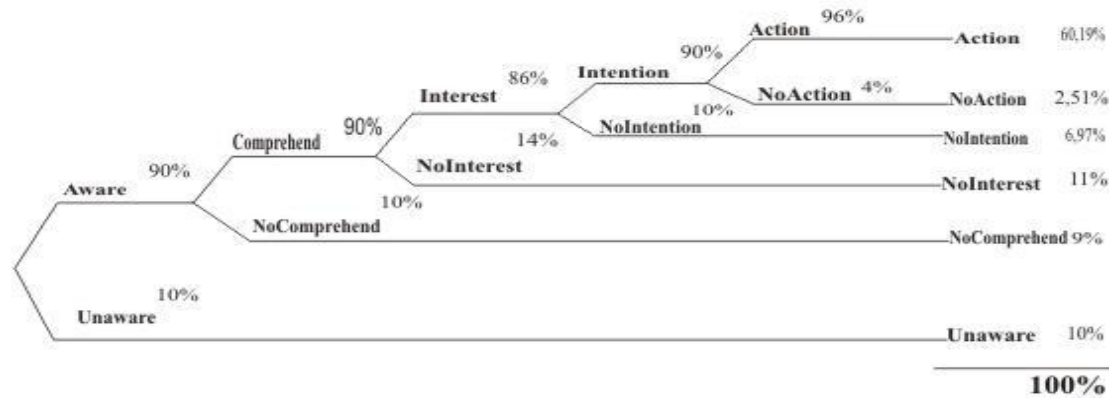 Action 96% Action 60,19%
90%
Intention
86%
NoAction 4% NoAction 2,51%
Interest
10%
90%
NoIntention NoIntention 6,97%
Comprehend
14%
NoInterest NoInterest 11%
90%
Aware
10%
NoComprehend NoComprehend 9%
10%
Unaware Unaware 10%
100%